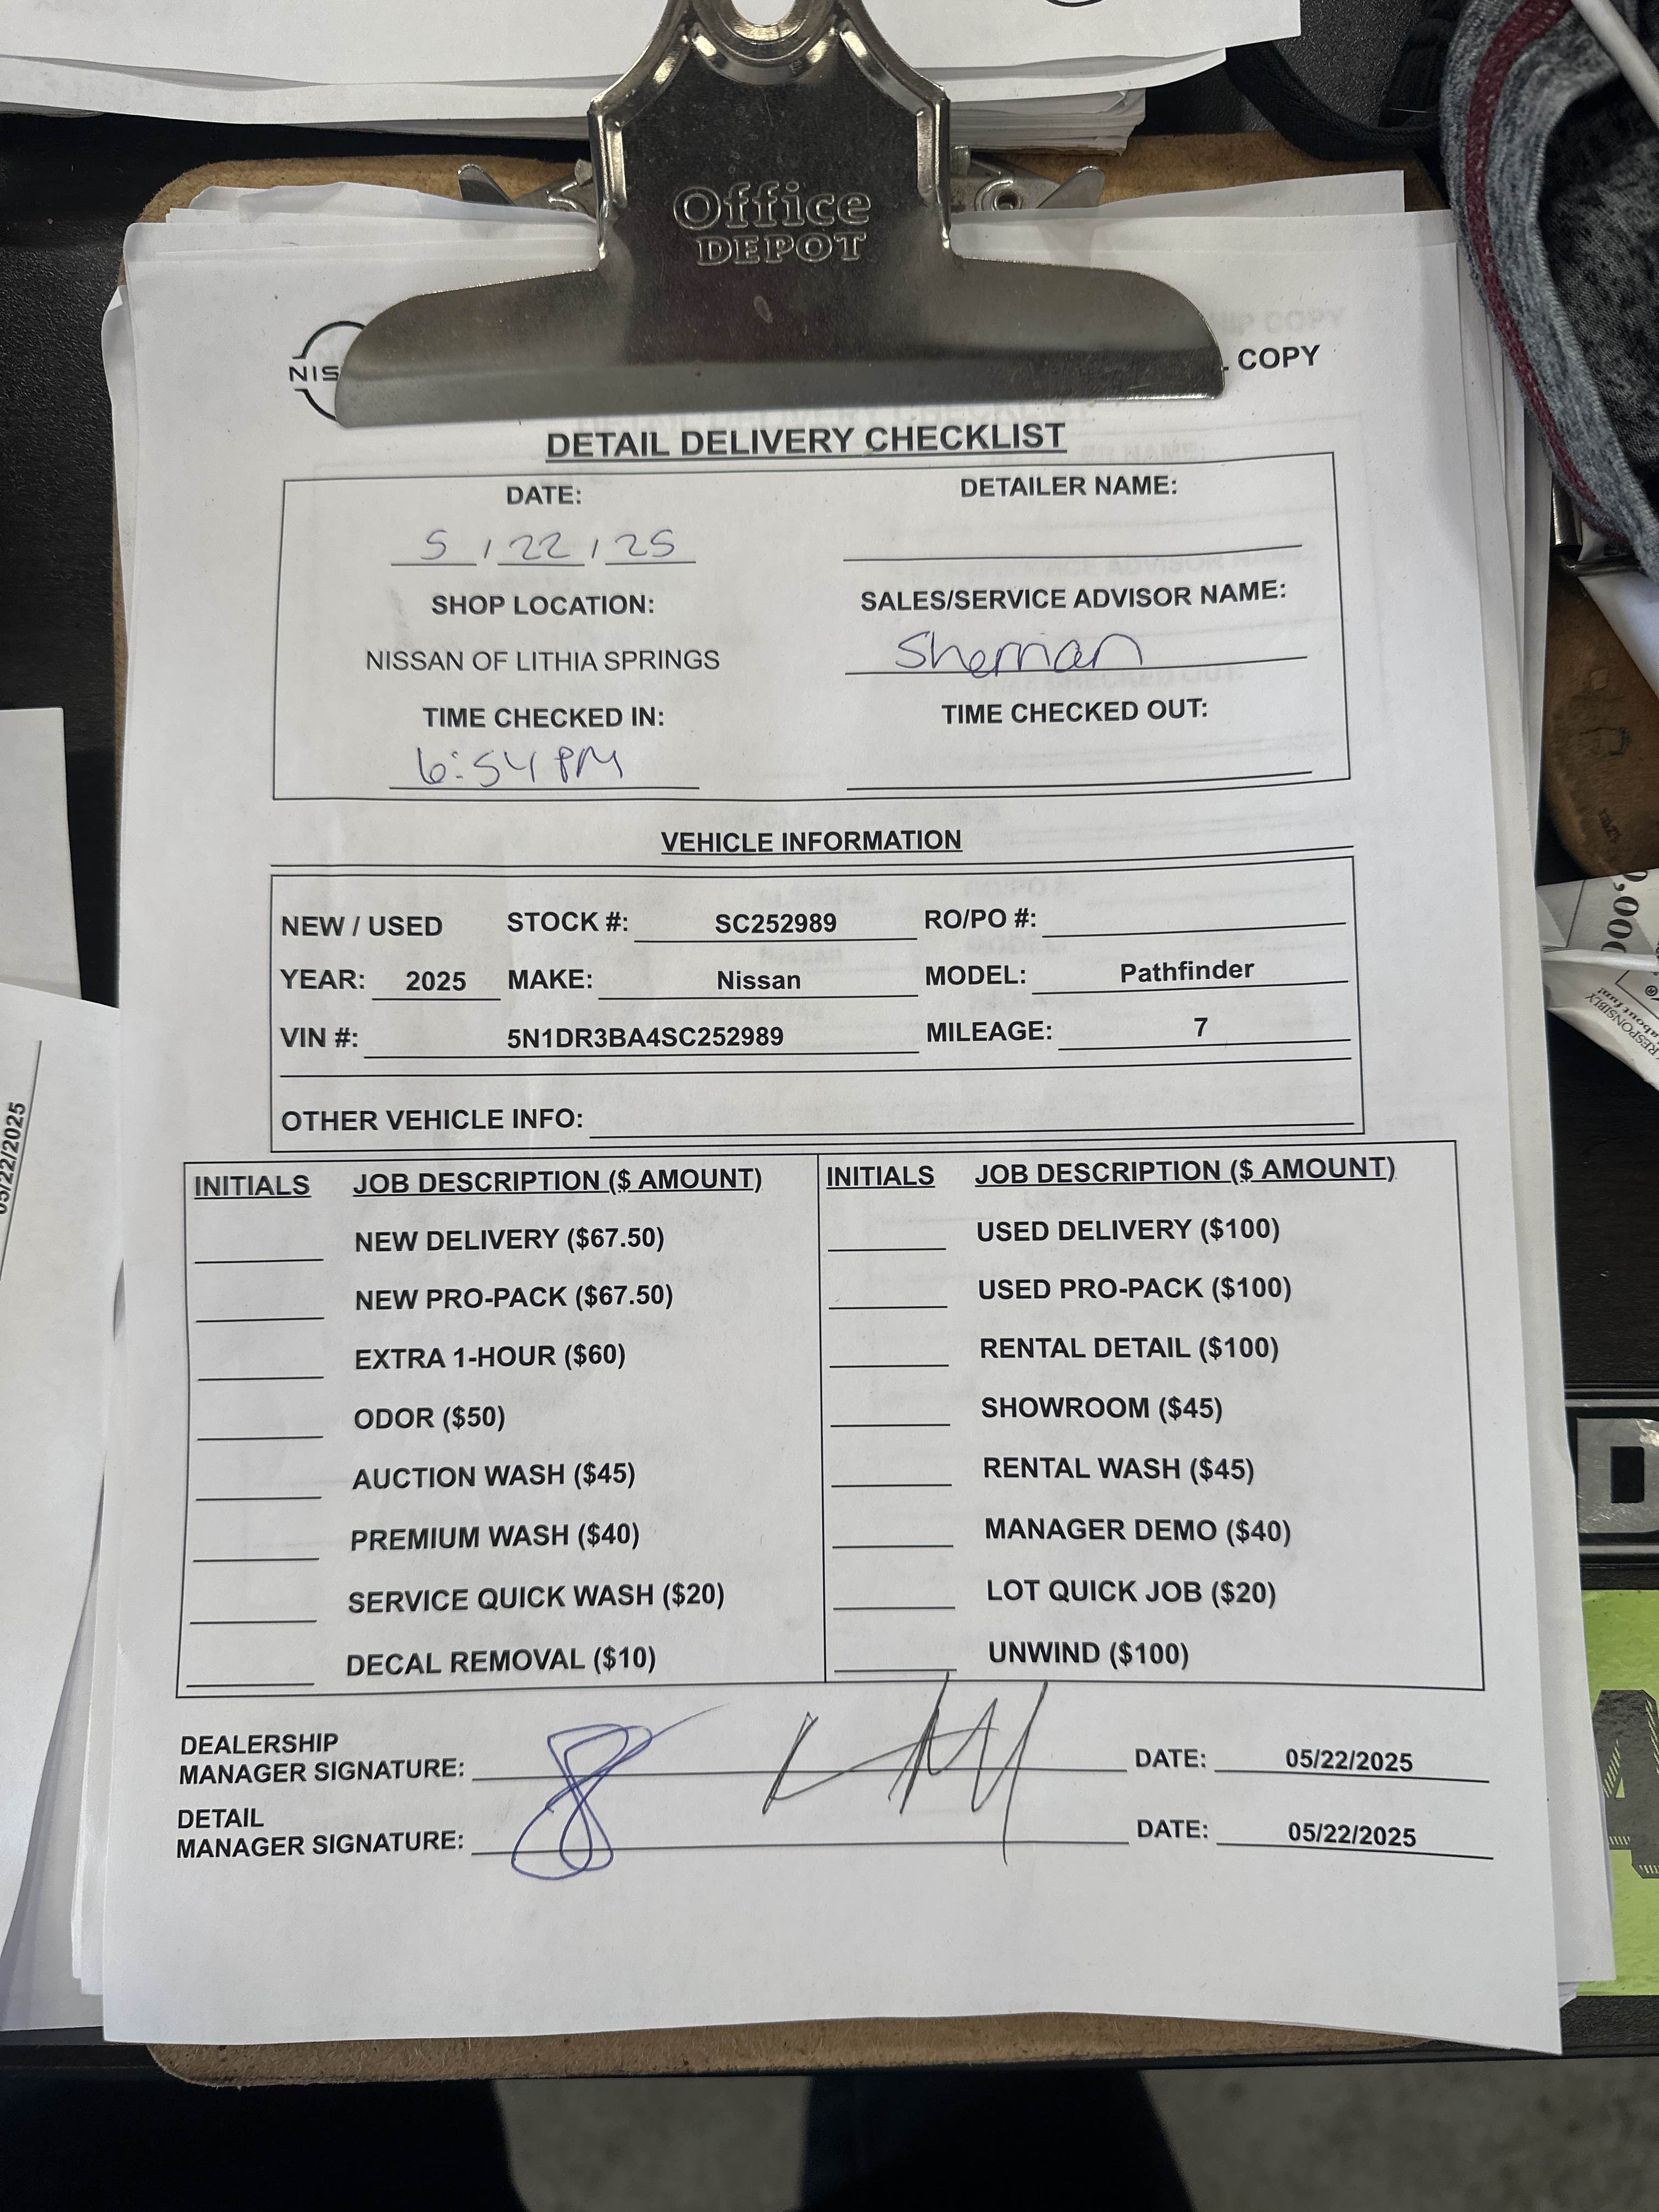 Office
DEPOT
NIS
COPY
DETAIL DELIVERY CHECKLIST
DATE: DETAILER NAME:
5 / 22 / 25
SHOP LOCATION: SALES/SERVICE ADVISOR NAME:
NISSAN OF LITHIA SPRINGS Sherrian
TIME CHECKED IN: TIME CHECKED OUT:
6:54 PM
VEHICLE INFORMATION
NEW / USED STOCK #: SC252989 RO/PO #:
YEAR: 2025 MAKE: Nissan MODEL: Pathfinder
VIN #: 5N1DR3BA4SC252989 MILEAGE: 7
OTHER VEHICLE INFO:
INITIALS JOB DESCRIPTION ($ AMOUNT) INITIALS JOB DESCRIPTION ($ AMOUNT)
NEW DELIVERY ($67.50) USED DELIVERY ($100)
NEW PRO-PACK ($67.50) USED PRO-PACK ($100)
EXTRA 1-HOUR ($60) RENTAL DETAIL ($100)
ODOR ($50) SHOWROOM ($45)
AUCTION WASH ($45) RENTAL WASH ($45)
PREMIUM WASH ($40) MANAGER DEMO ($40)
SERVICE QUICK WASH ($20) LOT QUICK JOB ($20)
DECAL REMOVAL ($10) UNWIND ($100)
DEALERSHIP
MANAGER SIGNATURE: DATE: 05/22/2025
DETAIL
MANAGER SIGNATURE: DATE: 05/22/2025
05/22/2025
RESPONSIBLY
about fun!